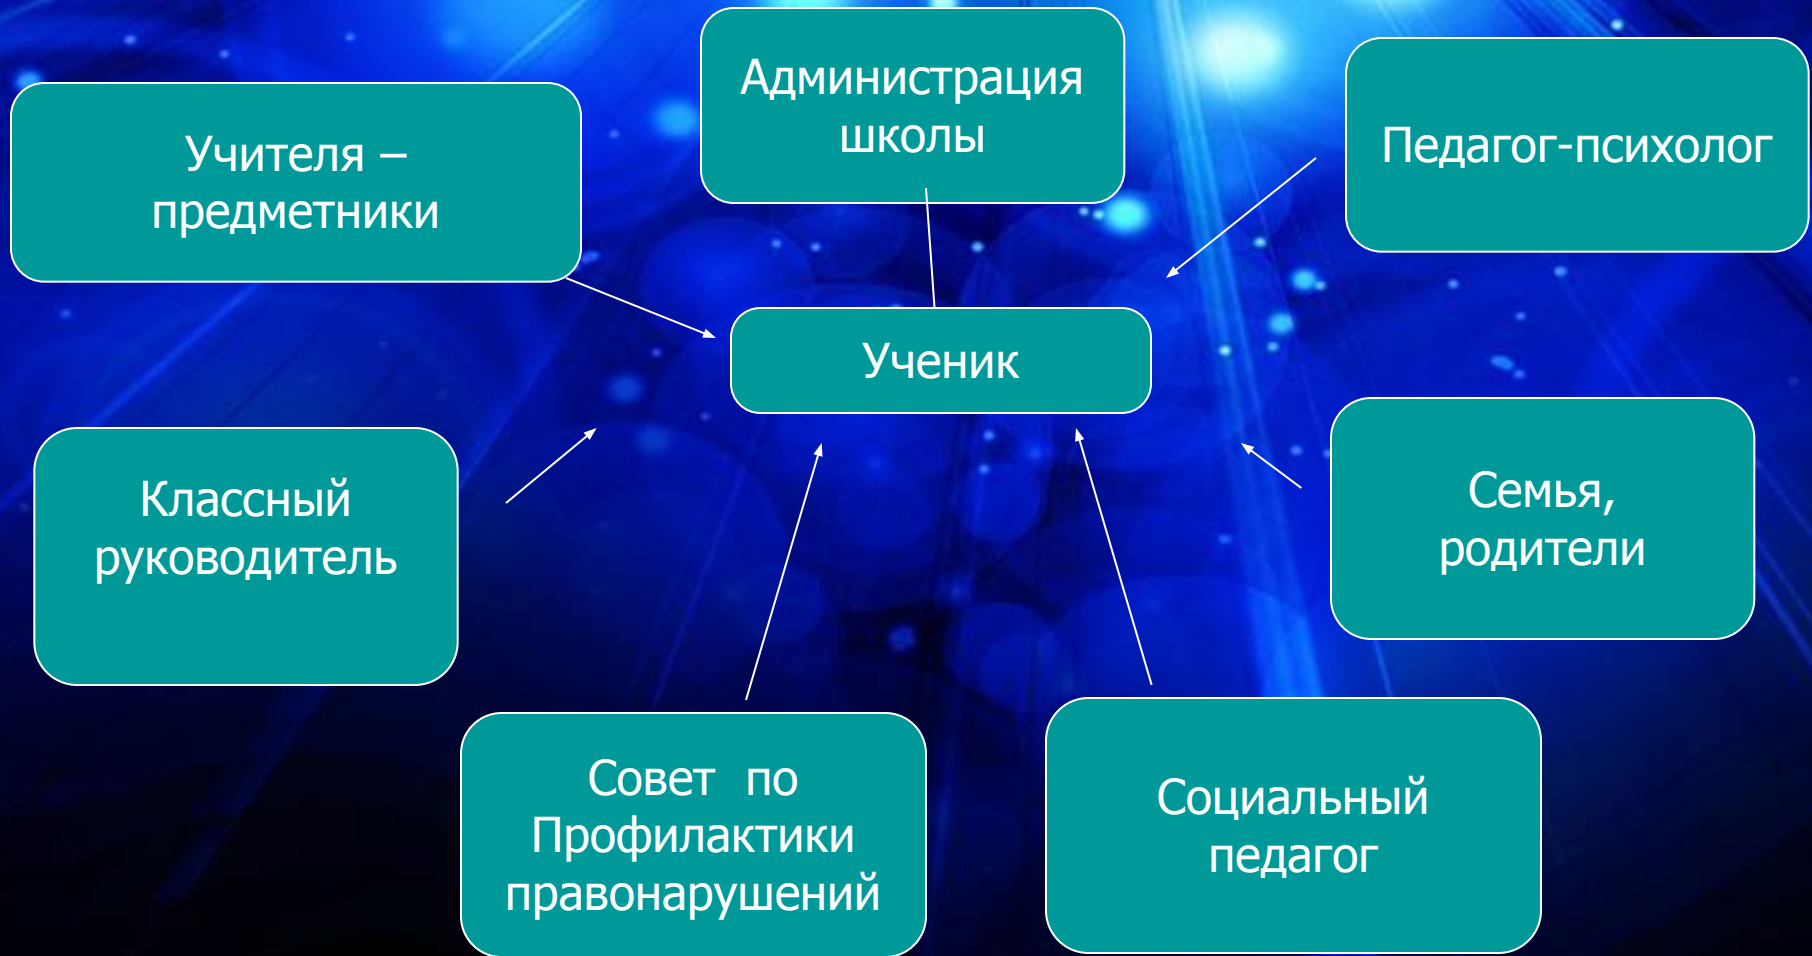 Администрация
школы
Учителя –
предметники
Педагог-психолог
Ученик
Классный
руководитель
Семья,
родители
Совет по
Профилактики
правонарушений
Социальный
педагог